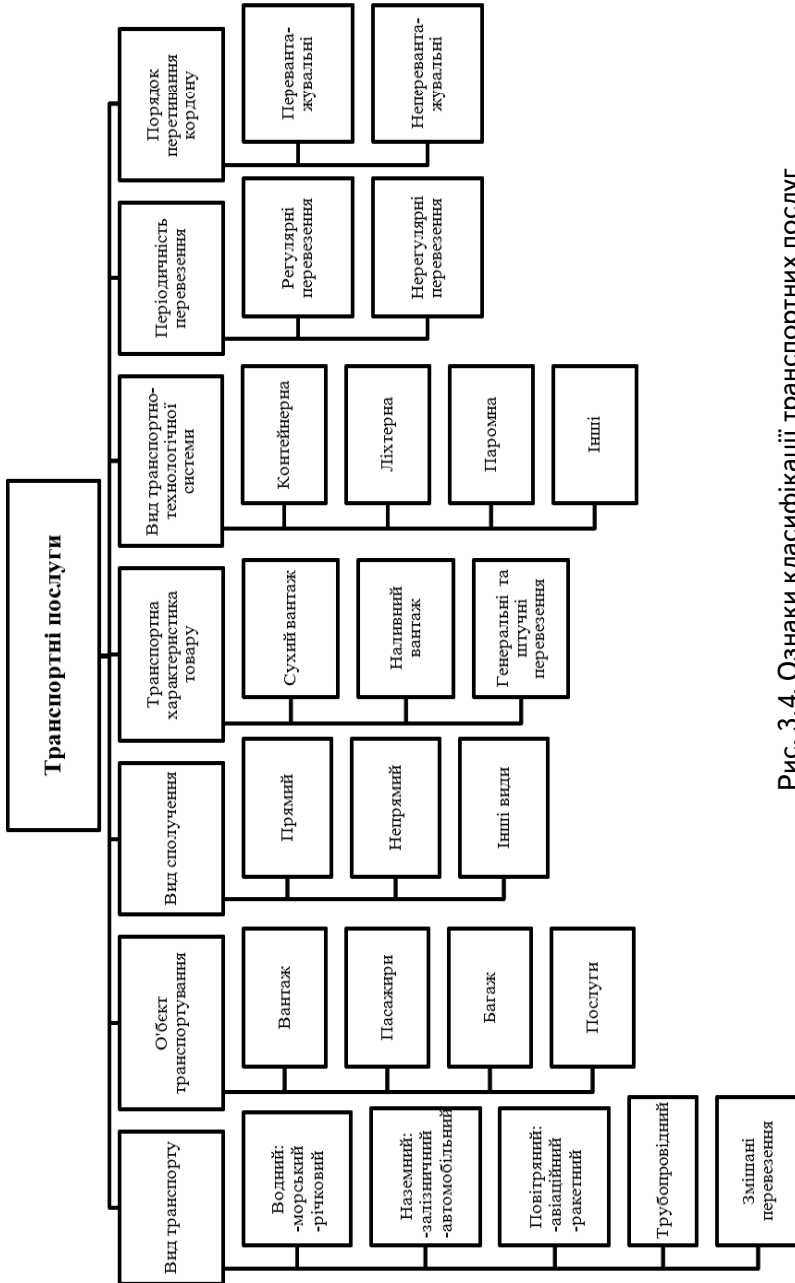 Транспортні послуги
Вид транспорту
Водний:
-морський
-річковий
Наземний:
-залізничний
-автомобільний
Повітряний:
-авіаційний
-ракетний
Трубопровідний
Змішані
перевезення
О'бєкт
транспортування
Вантаж
Пасажири
Багаж
Послуги
Вид сполучення
Прямий
Непрямий
Інші види
Транспортна
характеристика
товару
Сухий вантаж
Наливний
вантаж
Генеральні та
штучні
перевезення
Вид транспортно-
технологічної
системи
Контейнерна
Ліхтерна
Паромна
Інші
Періодичність
перевезення
Регулярні
перевезення
Нерегулярні
перевезення
Порядок
перетинання
кордону
Переванта-
жувальні
Непереванта-
жувальні
Рис. 3.4. Ознаки класифікації транспортних послуг